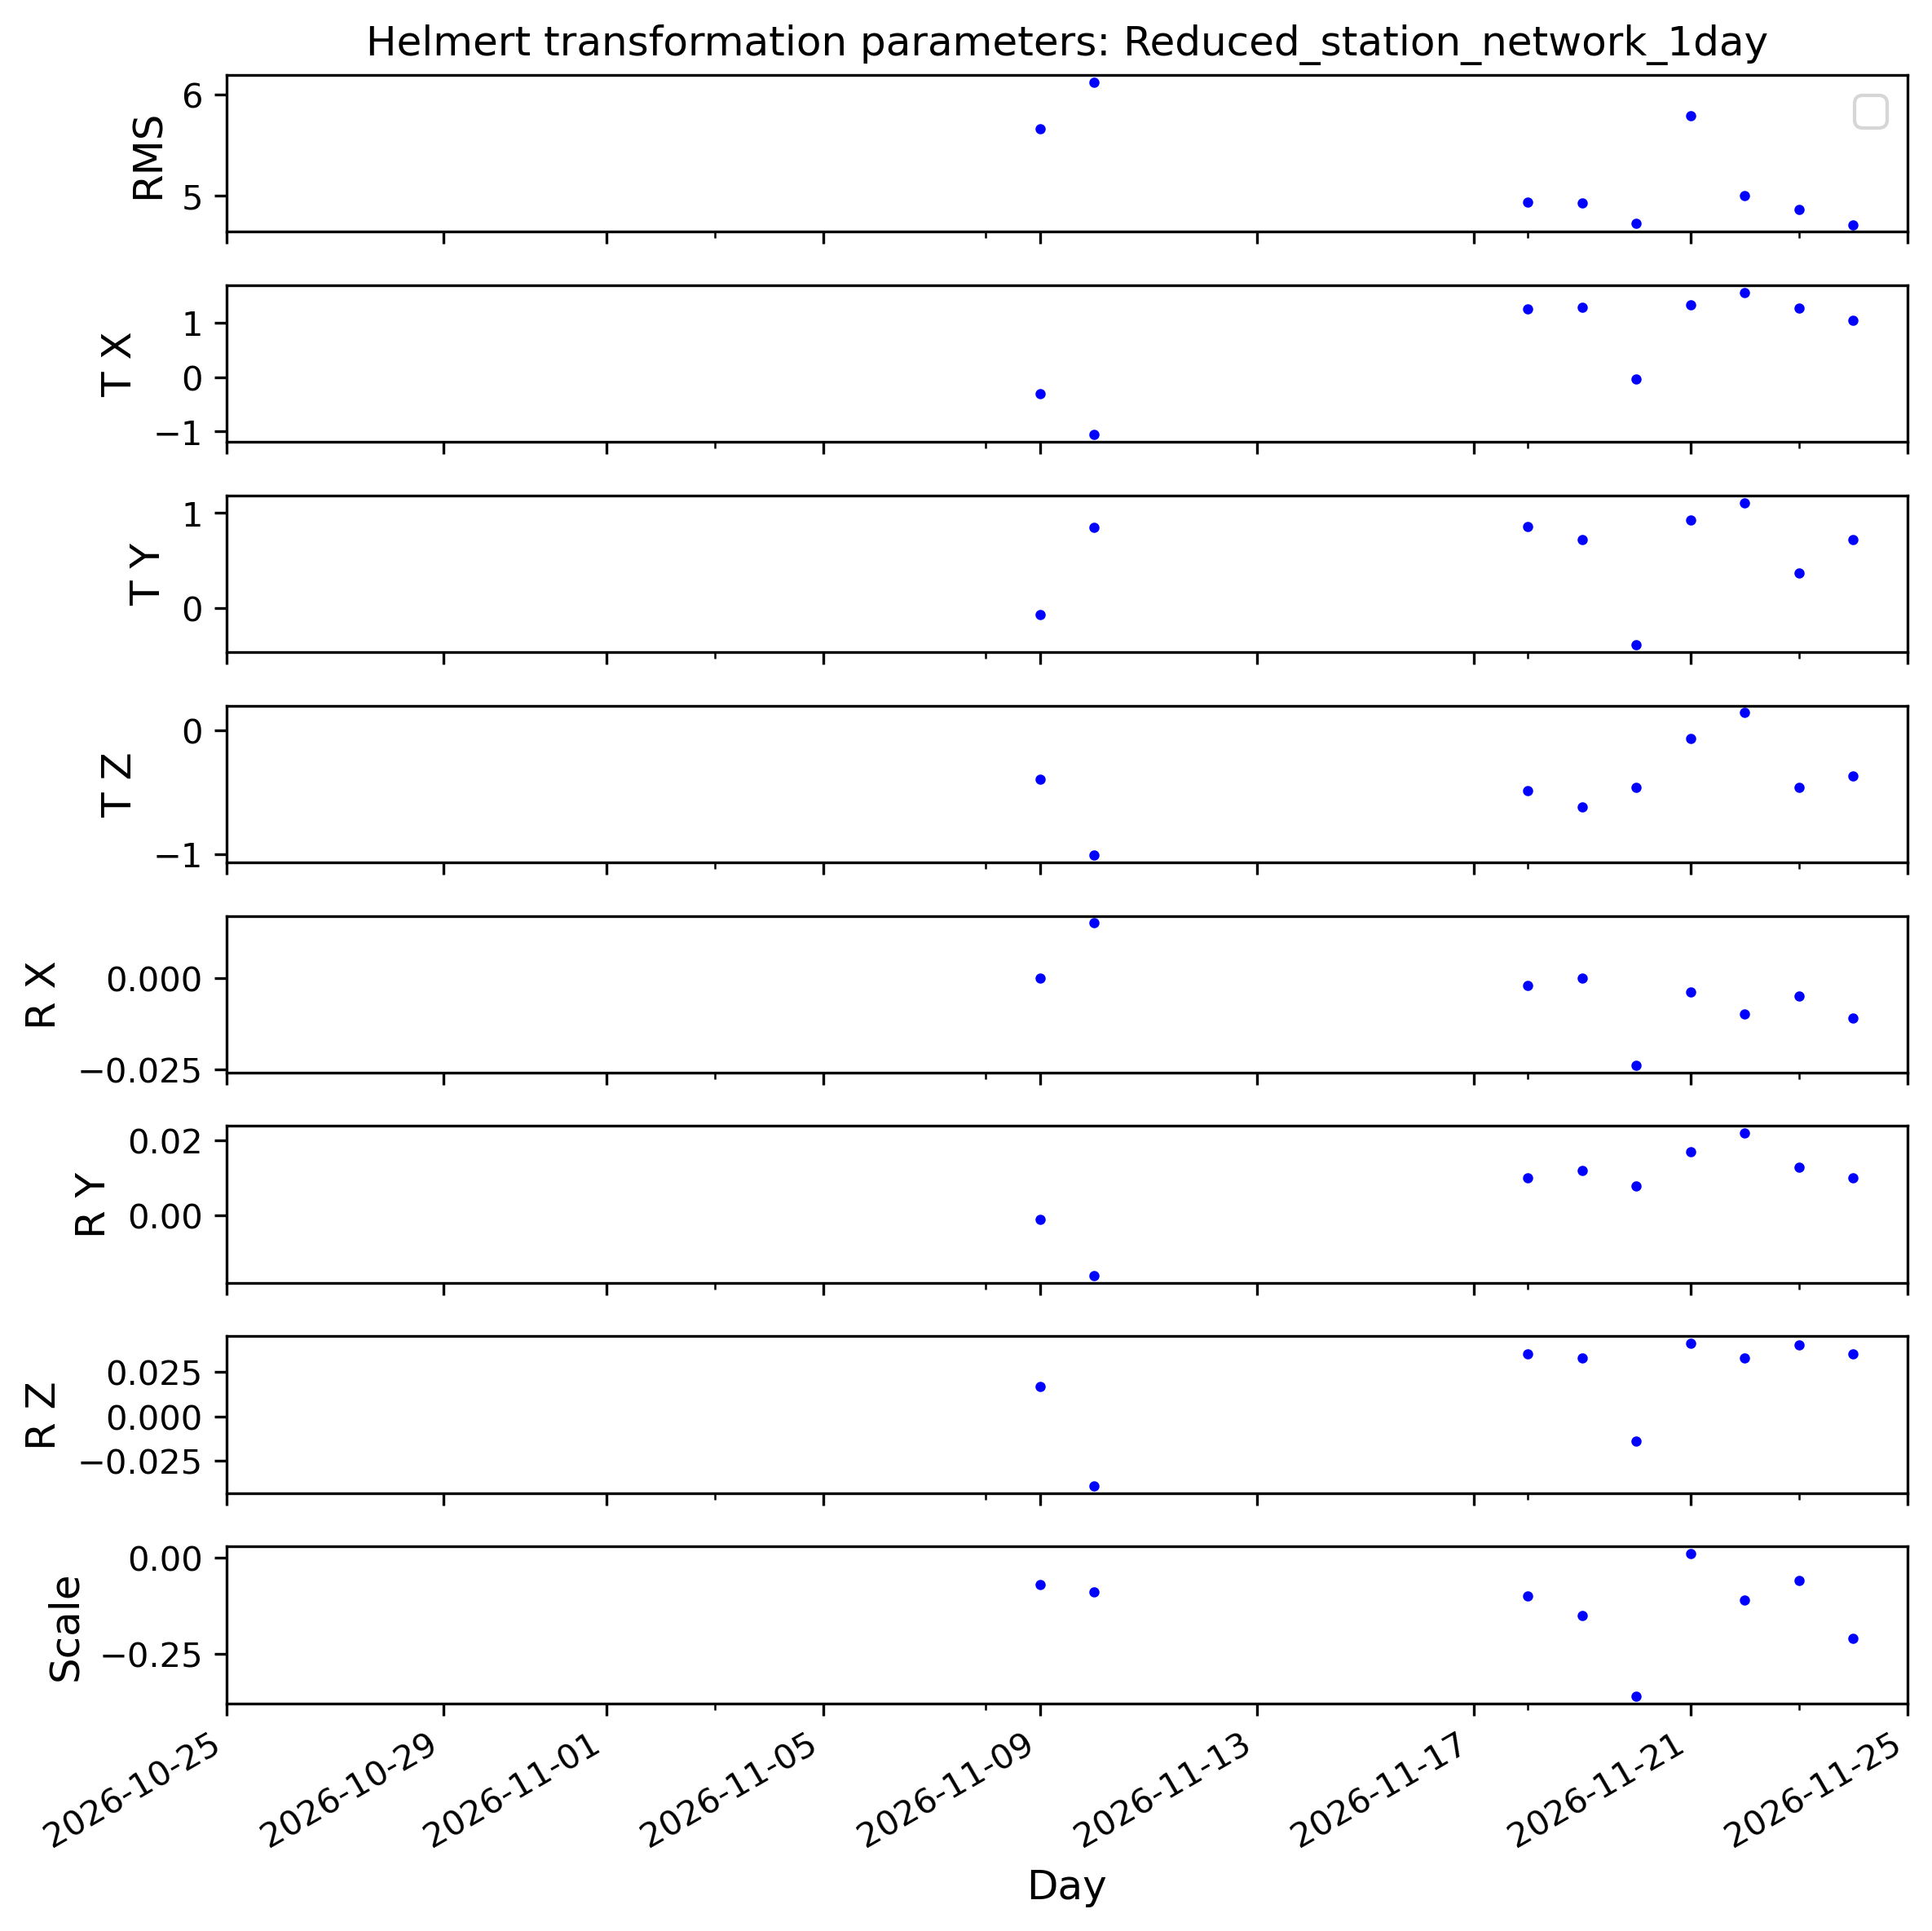 Helmert transformation parameters: Reduced_station_network_1day
RMS
6
5
T X
1
0
−1
T Y
1
0
T Z
0
−1
R X
0.000
−0.025
R Y
0.02
0.00
R Z
0.025
0.000
−0.025
Scale
0.00
−0.25
2026-10-25
2026-10-29
2026-11-01
2026-11-05
2026-11-09
2026-11-13
2026-11-17
2026-11-21
2026-11-25
Day